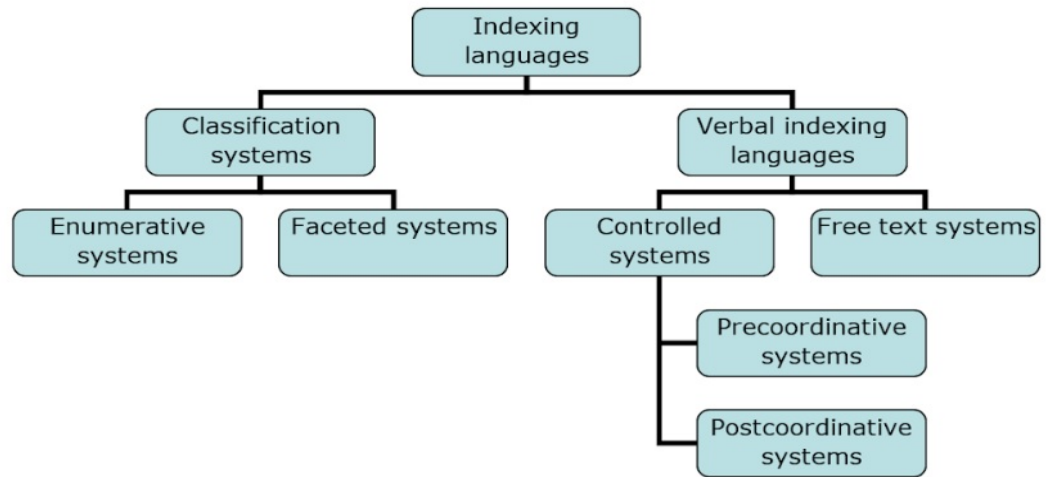 Indexing
languages
Classification
systems
Verbal indexing
languages
Enumerative
systems
Faceted systems
Controlled
systems
Free text systems
Precoordinative
systems
Postcoordinative
systems